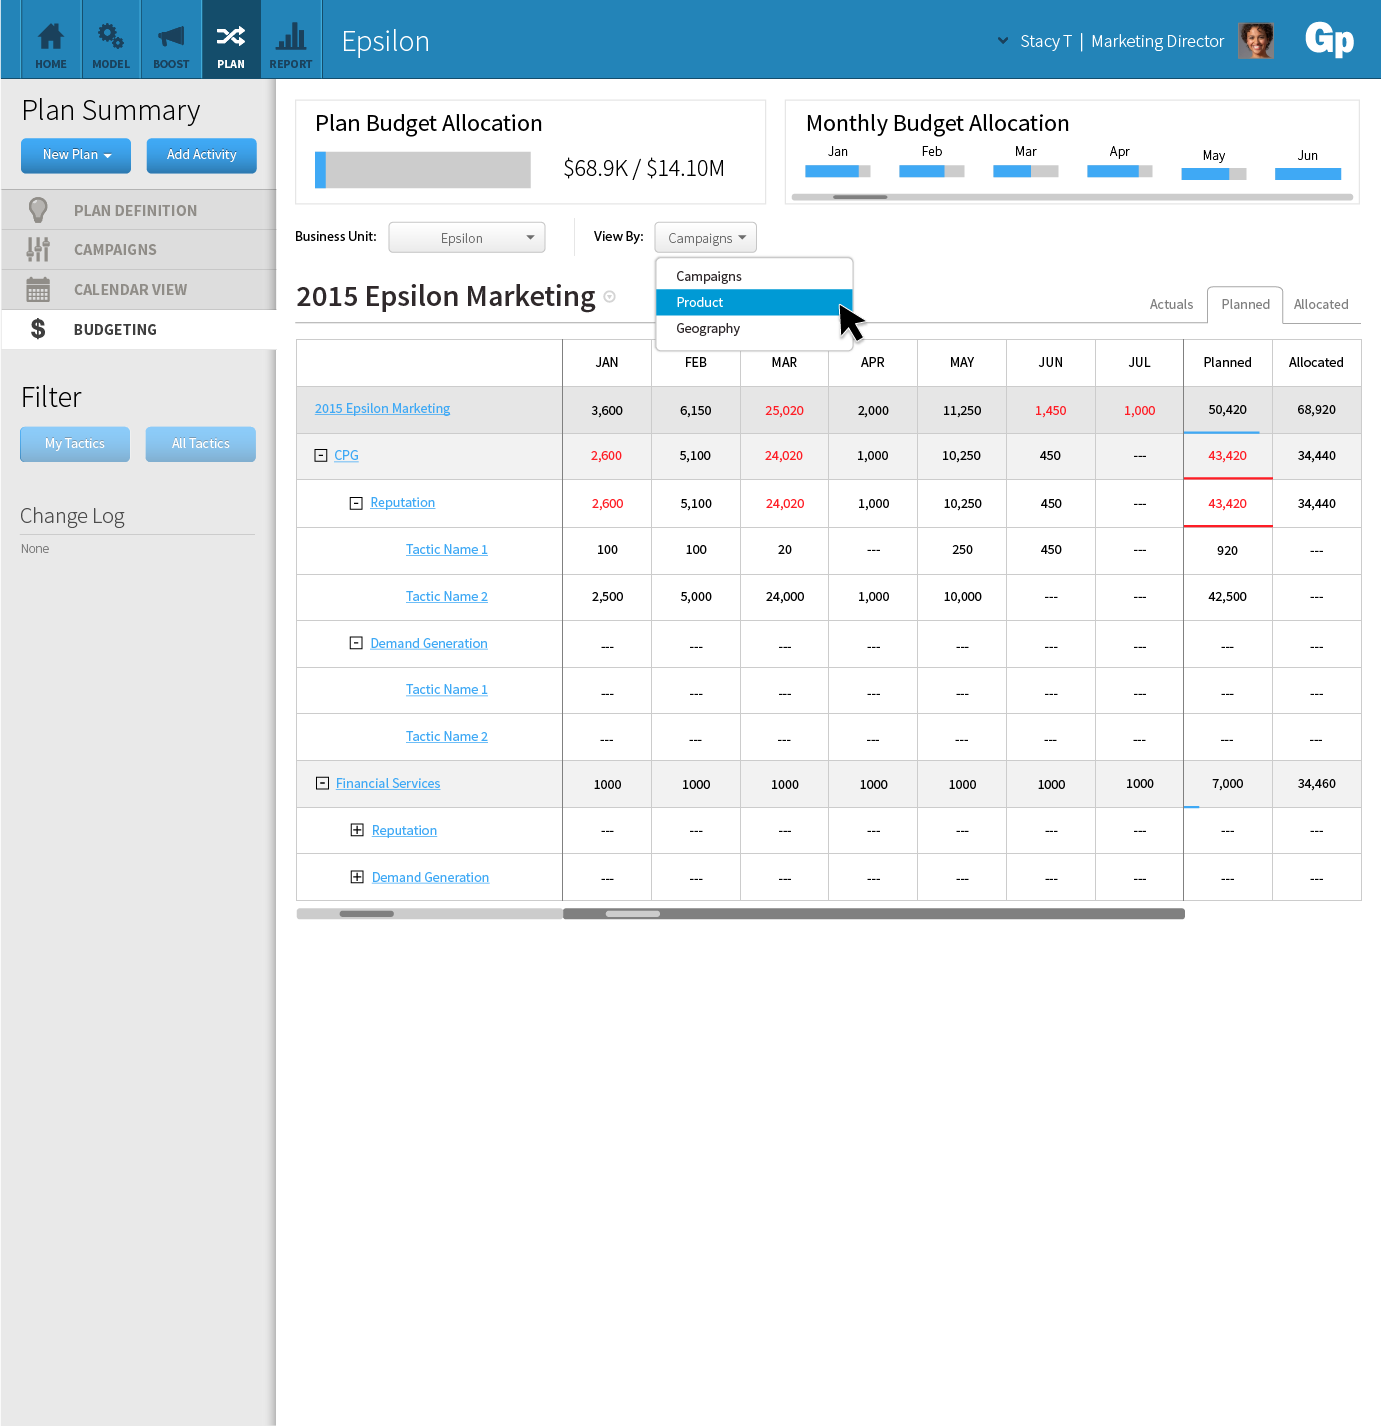 HOME MODEL BOOST PLAN REPORT
Epsilon
Stacy T | Marketing Director
Gp
Plan Summary
New Plan
Add Activity
PLAN DEFINITION
CAMPAIGNS
CALENDAR VIEW
$ BUDGETING
Filter
My Tactics
All Tactics
Change Log
None
Plan Budget Allocation
$68.9K / $14.10M
Monthly Budget Allocation
Jan Feb Mar Apr May Jun
Business Unit: Epsilon View By: Campaigns
Campaigns
Product
Geography
2015 Epsilon Marketing
Actuals Planned Allocated
JAN FEB MAR APR MAY JUN JUL Planned Allocated
2015 Epsilon Marketing 3,600 6,150 25,020 2,000 11,250 1,450 1,000 50,420 68,920
CPG 2,600 5,100 24,020 1,000 10,250 450 --- 43,420 34,440
Reputation 2,600 5,100 24,020 1,000 10,250 450 --- 43,420 34,440
Tactic Name 1 100 100 20 --- 250 450 --- 920 ---
Tactic Name 2 2,500 5,000 24,000 1,000 10,000 --- --- 42,500 ---
Demand Generation --- --- --- --- --- --- --- --- ---
Tactic Name 1 --- --- --- --- --- --- --- --- ---
Tactic Name 2 --- --- --- --- --- --- --- --- ---
Financial Services 1000 1000 1000 1000 1000 1000 1000 7,000 34,460
Reputation --- --- --- --- --- --- --- --- ---
Demand Generation --- --- --- --- --- --- --- --- ---